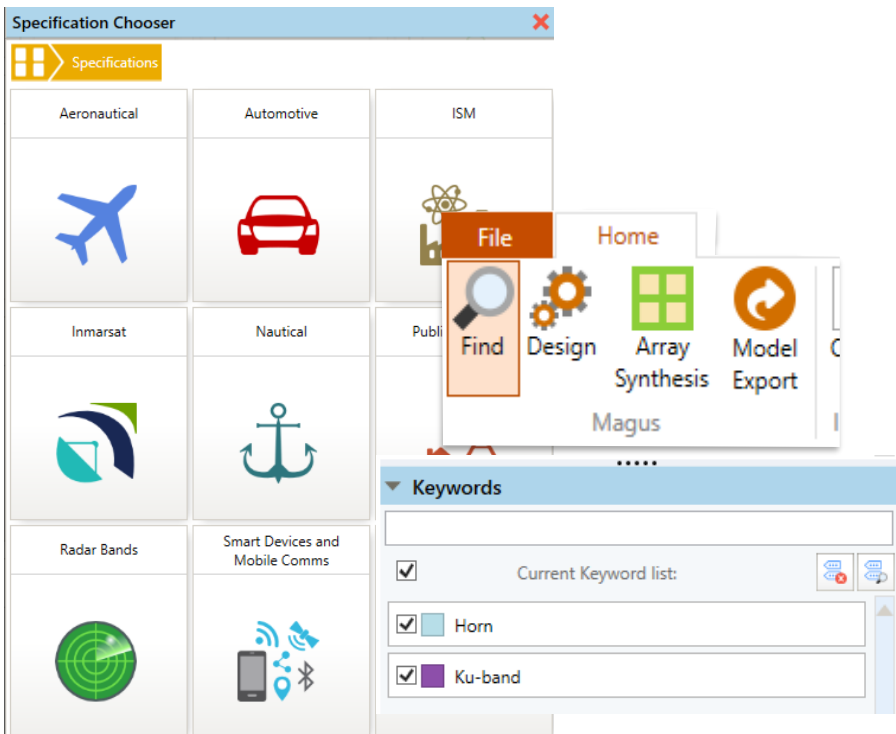 Specification Chooser
Specifications
Aeronautical
Automotive
ISM
File
Home
Find
Design
Array
Synthesis
Model
Export
Magus
Inmarsat
Nautical
Keywords
Current Keyword list:
Horn
Ku-band
Radar Bands
Smart Devices and
Mobile Comms